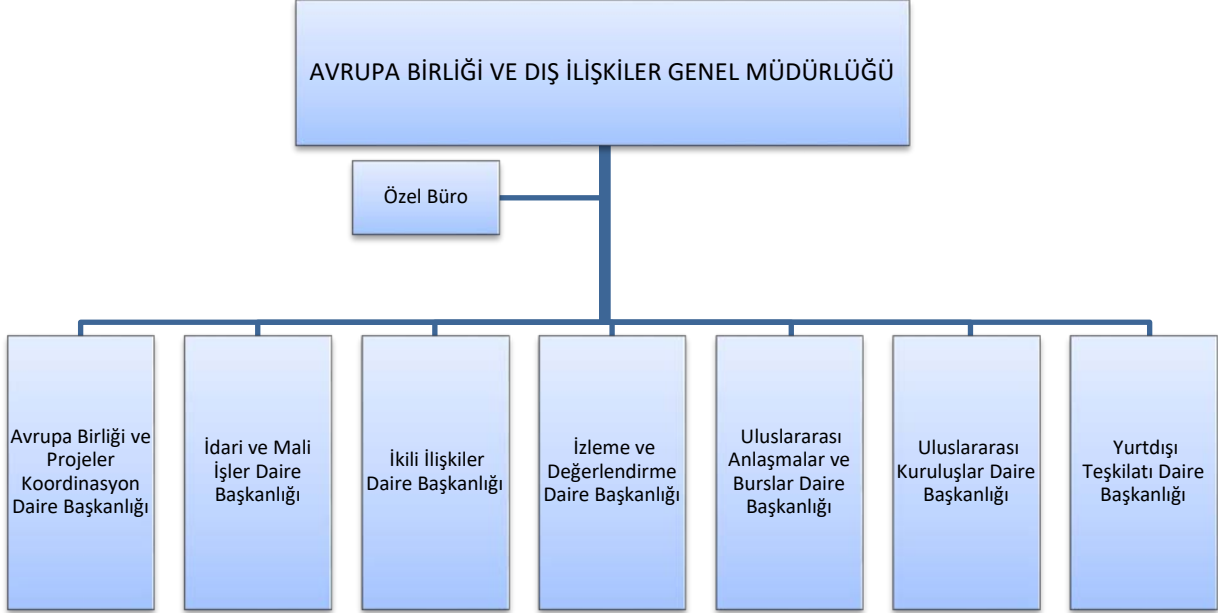 AVRUPA BİRLİĞİ VE DIŞ İLİŞKİLER GENEL MÜDÜRLÜĞÜ
Özel Büro
Avrupa Birliği ve
Projeler
Koordinasyon
Daire Başkanlığı
İdari ve Mali
İşler Daire
Başkanlığı
İkili İlişkiler
Daire Başkanlığı
İzleme ve
Değerlendirme
Daire Başkanlığı
Uluslararası
Anlaşmalar ve
Burslar Daire
Başkanlığı
Uluslararası
Kuruluşlar Daire
Başkanlığı
Yurtdışı
Teşkilatı Daire
Başkanlığı